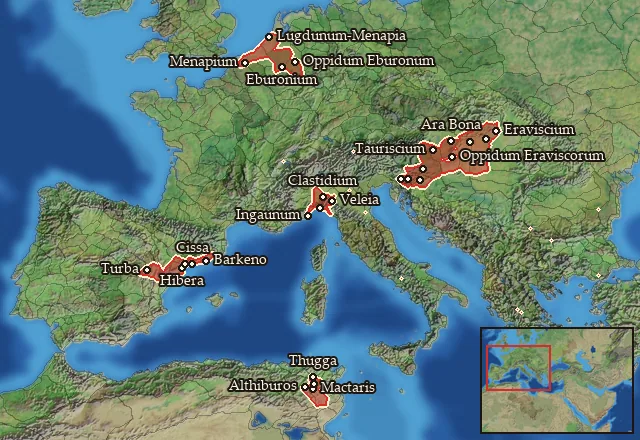 Lugdunum-Menapia
Menapium
Oppidum Eburonum
Eburonium
Ara Bona
Eraviscium
Tauriscium
Oppidum Eraviscorum
Clastidium
Veleia
Ingaunum
Cissa
Barkeno
Turba
Hibera
Thugga
Althiburos
Mactaris